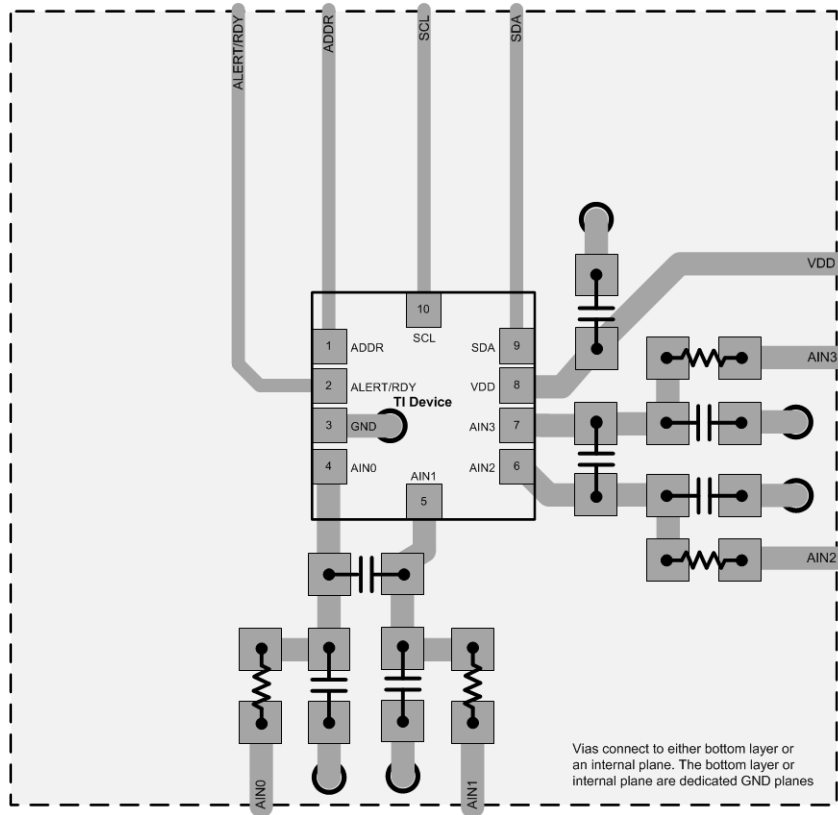 ALERT/RDY
ADDR
SCL
SDA
VDD
10
SCL
1 ADDR
SDA 9
AIN3
2 ALERT/RDY
VDD 8
TI Device
3 GND
AIN3 7
4 AIN0
AIN2 6
AIN1
5
AIN2
AIN0
AIN1
Vias connect to either bottom layer or
an internal plane. The bottom layer or
internal plane are dedicated GND planes